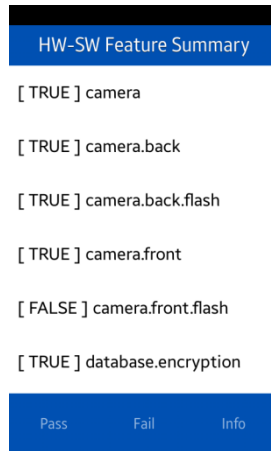 HW-SW Feature Summary
[ TRUE ] camera
[ TRUE ] camera.back
[ TRUE ] camera.back.flash
[ TRUE ] camera.front
[ FALSE ] camera.front.flash
[ TRUE ] database.encryption
Pass Fail Info